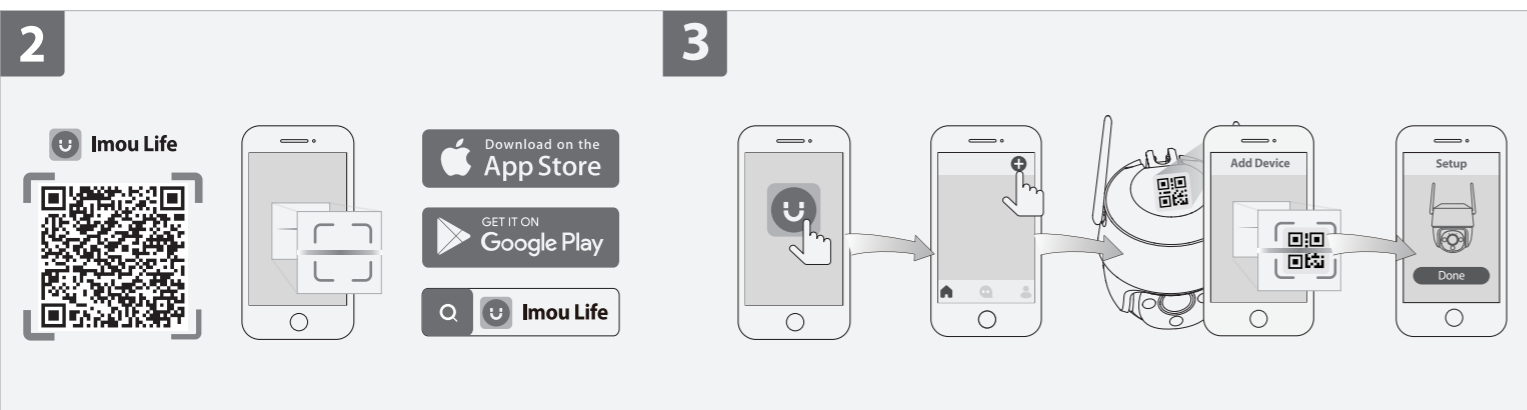 2
Imou Life
Download on the
App Store
GET IT ON
Google Play
Imou Life
3
Add Device
Setup
Done